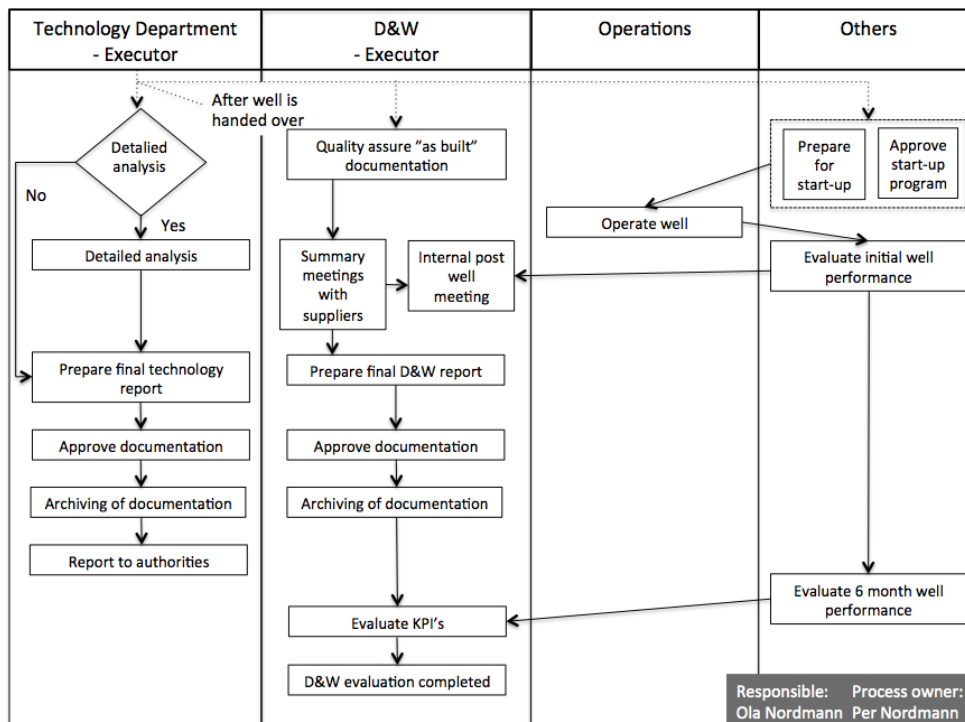 Technology Department
- Executor
D&W
- Executor
Operations
Others
After well is
handed over
Detalied
analysis
No
Yes
Detailed analysis
Prepare final technology
report
Approve documentation
Archiving of documentation
Report to authorities
Quality assure "as built"
documentation
Summary
meetings
with
suppliers
Internal post
well
meeting
Prepare final D&W report
Approve documentation
Archiving of documentation
Evaluate KPI's
D&W evaluation completed
Operate well
Prepare
for
start-up
Approve
start-up
program
Evaluate initial well
performance
Evaluate 6 month well
performance
Responsible: Process owner:
Ola Nordmann Per Nordmann